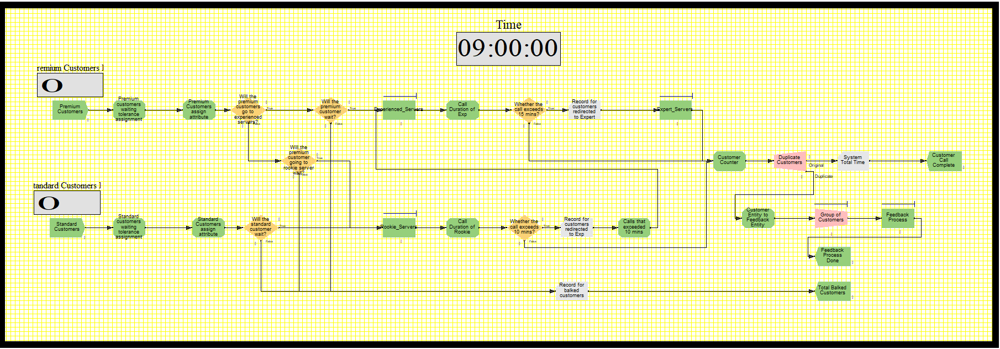 Time
09:00:00
remium Customers
0
Premium
Customers
Premium
customers
waiting
tolerance
assignment
Premium
Customers
assign
attribute
Will the
premium
customers
go to
experienced
servers?
True
False
Will the
premium
customer
wait?
True
False
Experienced_Servers
Call
Duration of
Exp
Whether the
call exceeds
15 mins?
True
False
Record for
customers
redirected
to Expert
Expert_Servers
Will the
premium
customer
going to
rookie server
wait?
True
False
Customer
Counter
Duplicate
Customers
Original
Duplicate
System
Total Time
Customer
Call
Complete
tandard Customers
0
Standard
Customers
Standard
customers
waiting
tolerance
assignment
Standard
Customers
assign
attribute
Will the
standard
customer
wait?
True
False
Rookie_Servers
Call
Duration of
Rookie
Whether the
call exceeds
10 mins?
True
False
Record for
customers
redirected
to Exp
Calls that
exceeded
10 mins
Customer
Entity to
Feedback
Entity
Group of
Customers
Feedback
Process
Feedback
Process
Done
Record for
balked
customers
Total Balked
Customers